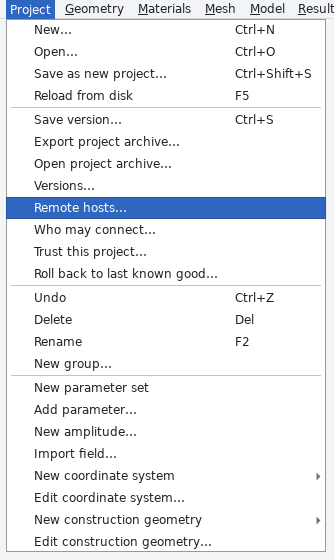 Project Geometry Materials Mesh Model Result
New... Ctrl+N
Open... Ctrl+O
Save as new project... Ctrl+Shift+S
Reload from disk F5
Save version... Ctrl+S
Export project archive...
Open project archive...
Versions...
Remote hosts...
Who may connect...
Trust this project...
Roll back to last known good...
Undo Ctrl+Z
Delete Del
Rename F2
New group...
New parameter set
Add parameter...
New amplitude...
Import field...
New coordinate system
Edit coordinate system...
New construction geometry
Edit construction geometry...